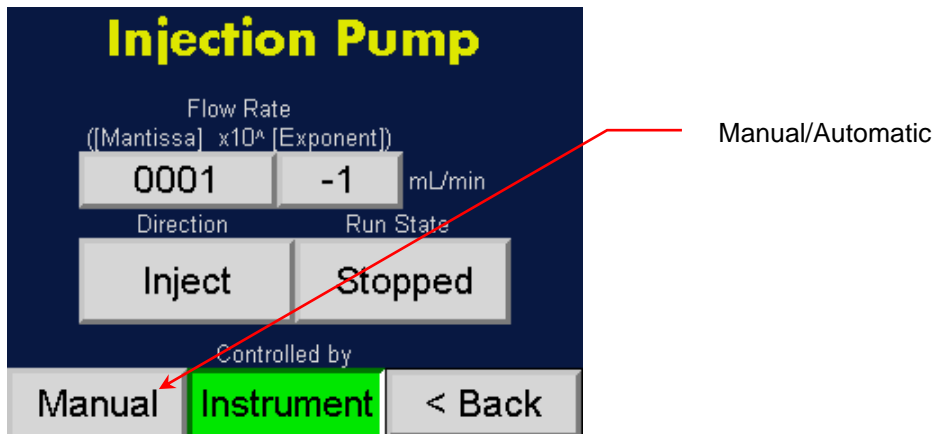 Injection Pump
Flow Rate
([Mantissa] x10^ [Exponent])
Manual/Automatic
0001 -1 mL/min
Direction Run State
Inject Stopped
Controlled by
Manual Instrument < Back